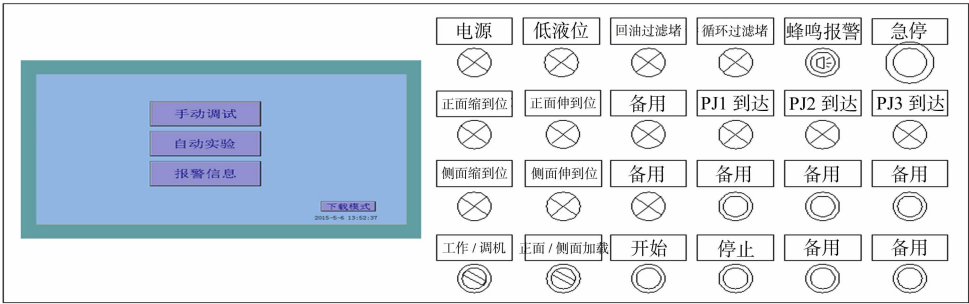 手动调试
自动实验
报警信息
下载模式
2015-5-6 13:52:37
电源 低液位 回油过滤堵 循环过滤堵 蜂鸣报警 急停
正面缩到位 正面伸到位 备用 PJ1 到达 PJ2 到达 PJ3 到达
侧面缩到位 侧面伸到位 备用 备用 备用 备用
工作 / 调机 正面 / 侧面加载 开始 停止 备用 备用